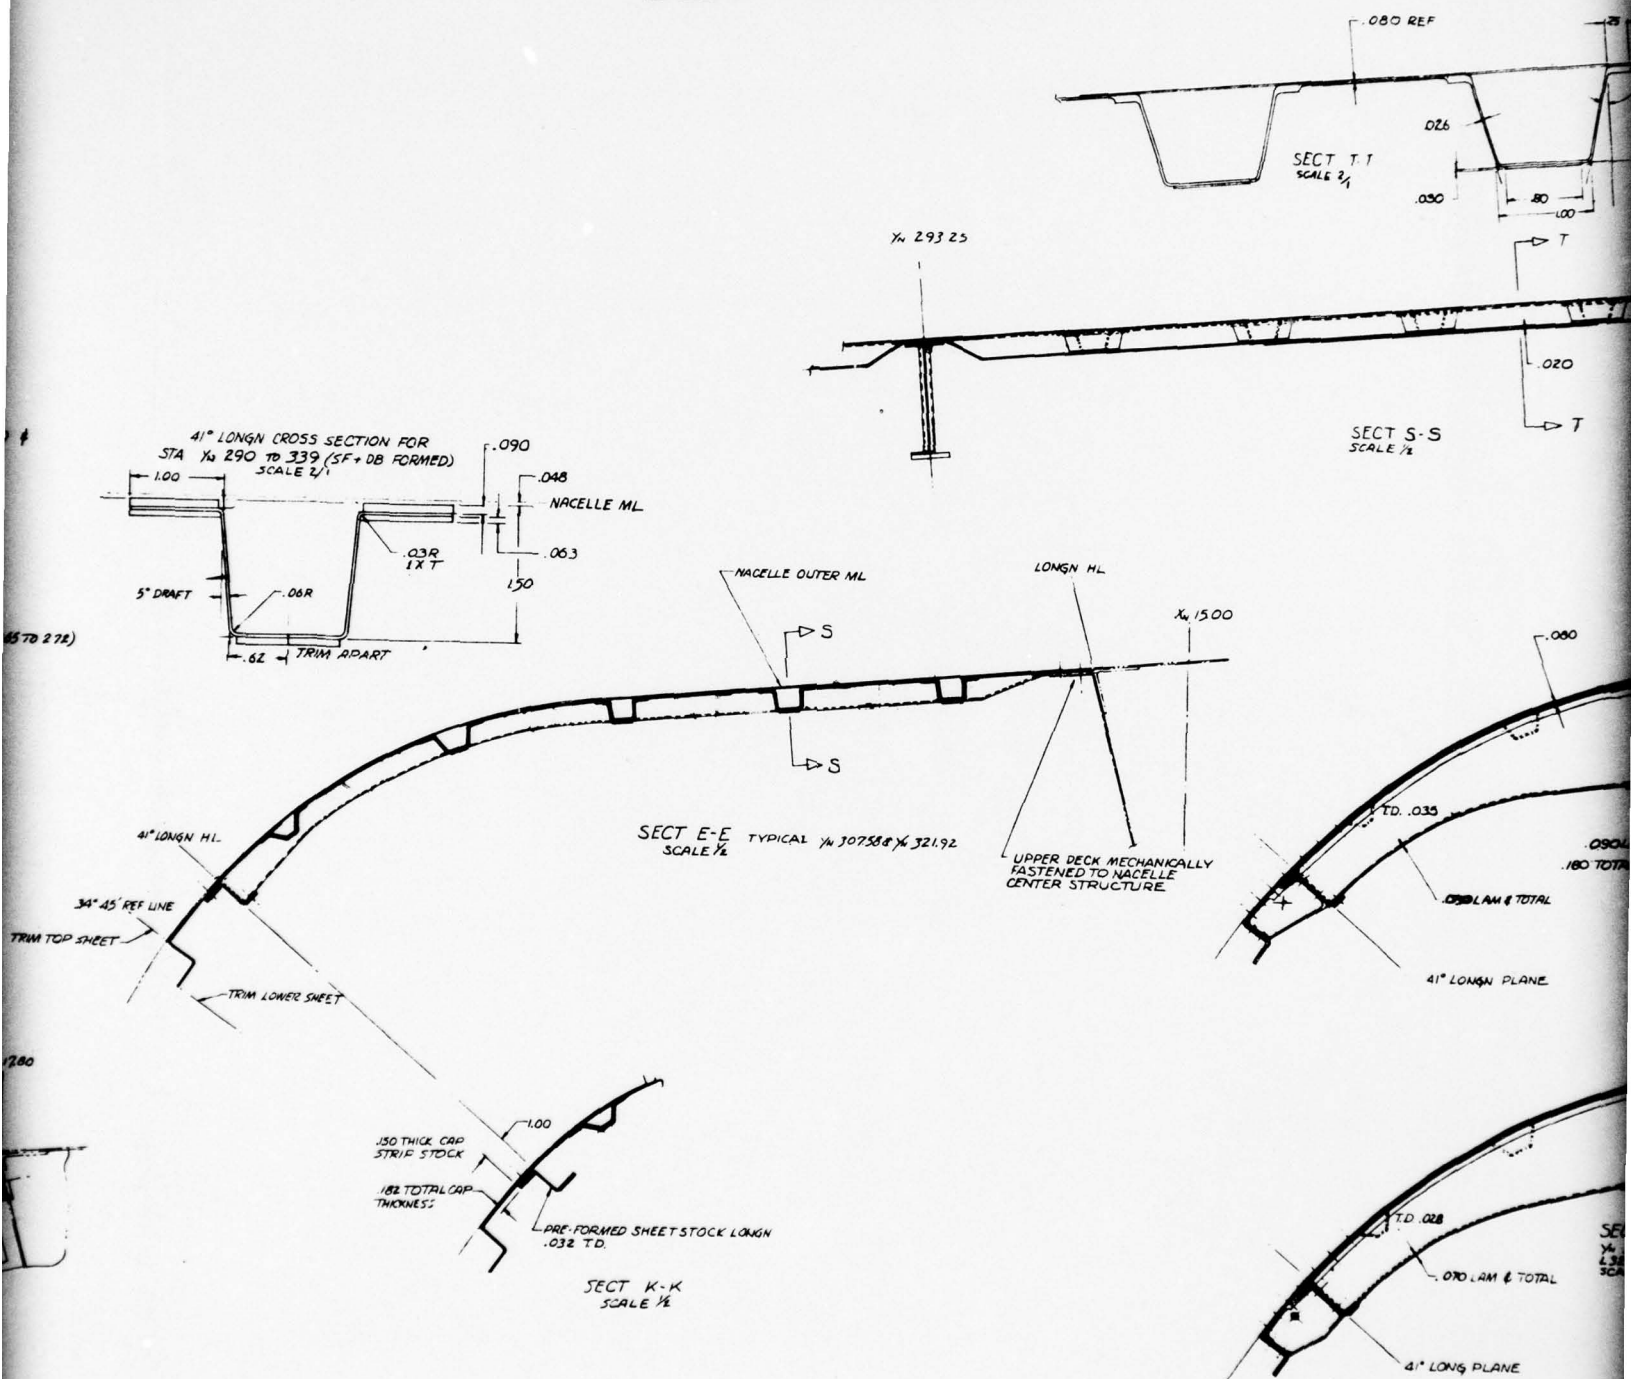 .080 REF
.25
.026
SECT T-T
SCALE 2/1
.030
.80
1.00
T
YN 293.25
.020
SECT S-S
SCALE 1/2
T
41° LONGN CROSS SECTION FOR
STA YN 290 TO 339 (SF+DB FORMED)
SCALE 2/1
1.00
.090
.048
NACELLE ML
.03R
1XT
.063
1.50
5° DRAFT
.06R
.62
TRIM APART
TO 272)
NACELLE OUTER ML
LONGN HL
XN 15.00
S
S
.080
41° LONGN HL
SECT E-E TYPICAL
SCALE 1/2
321.92
UPPER DECK MECHANICALLY
FASTENED TO NACELLE
CENTER STRUCTURE
34° 45' REF LINE
TRIM TOP SHEET
TRIM LOWER SHEET
T.D. .035
.180 TOTAL
LAM & TOTAL
41° LONGN PLANE
1.00
THICK CAP
STRIP STOCK
.182 TOTAL CAP
THICKNESS
PRE-FORMED SHEET STOCK LONGN
.032 T.D.
SECT K-K
SCALE 1/2
T.D .028
.070 LAM & TOTAL
41° LONG PLANE